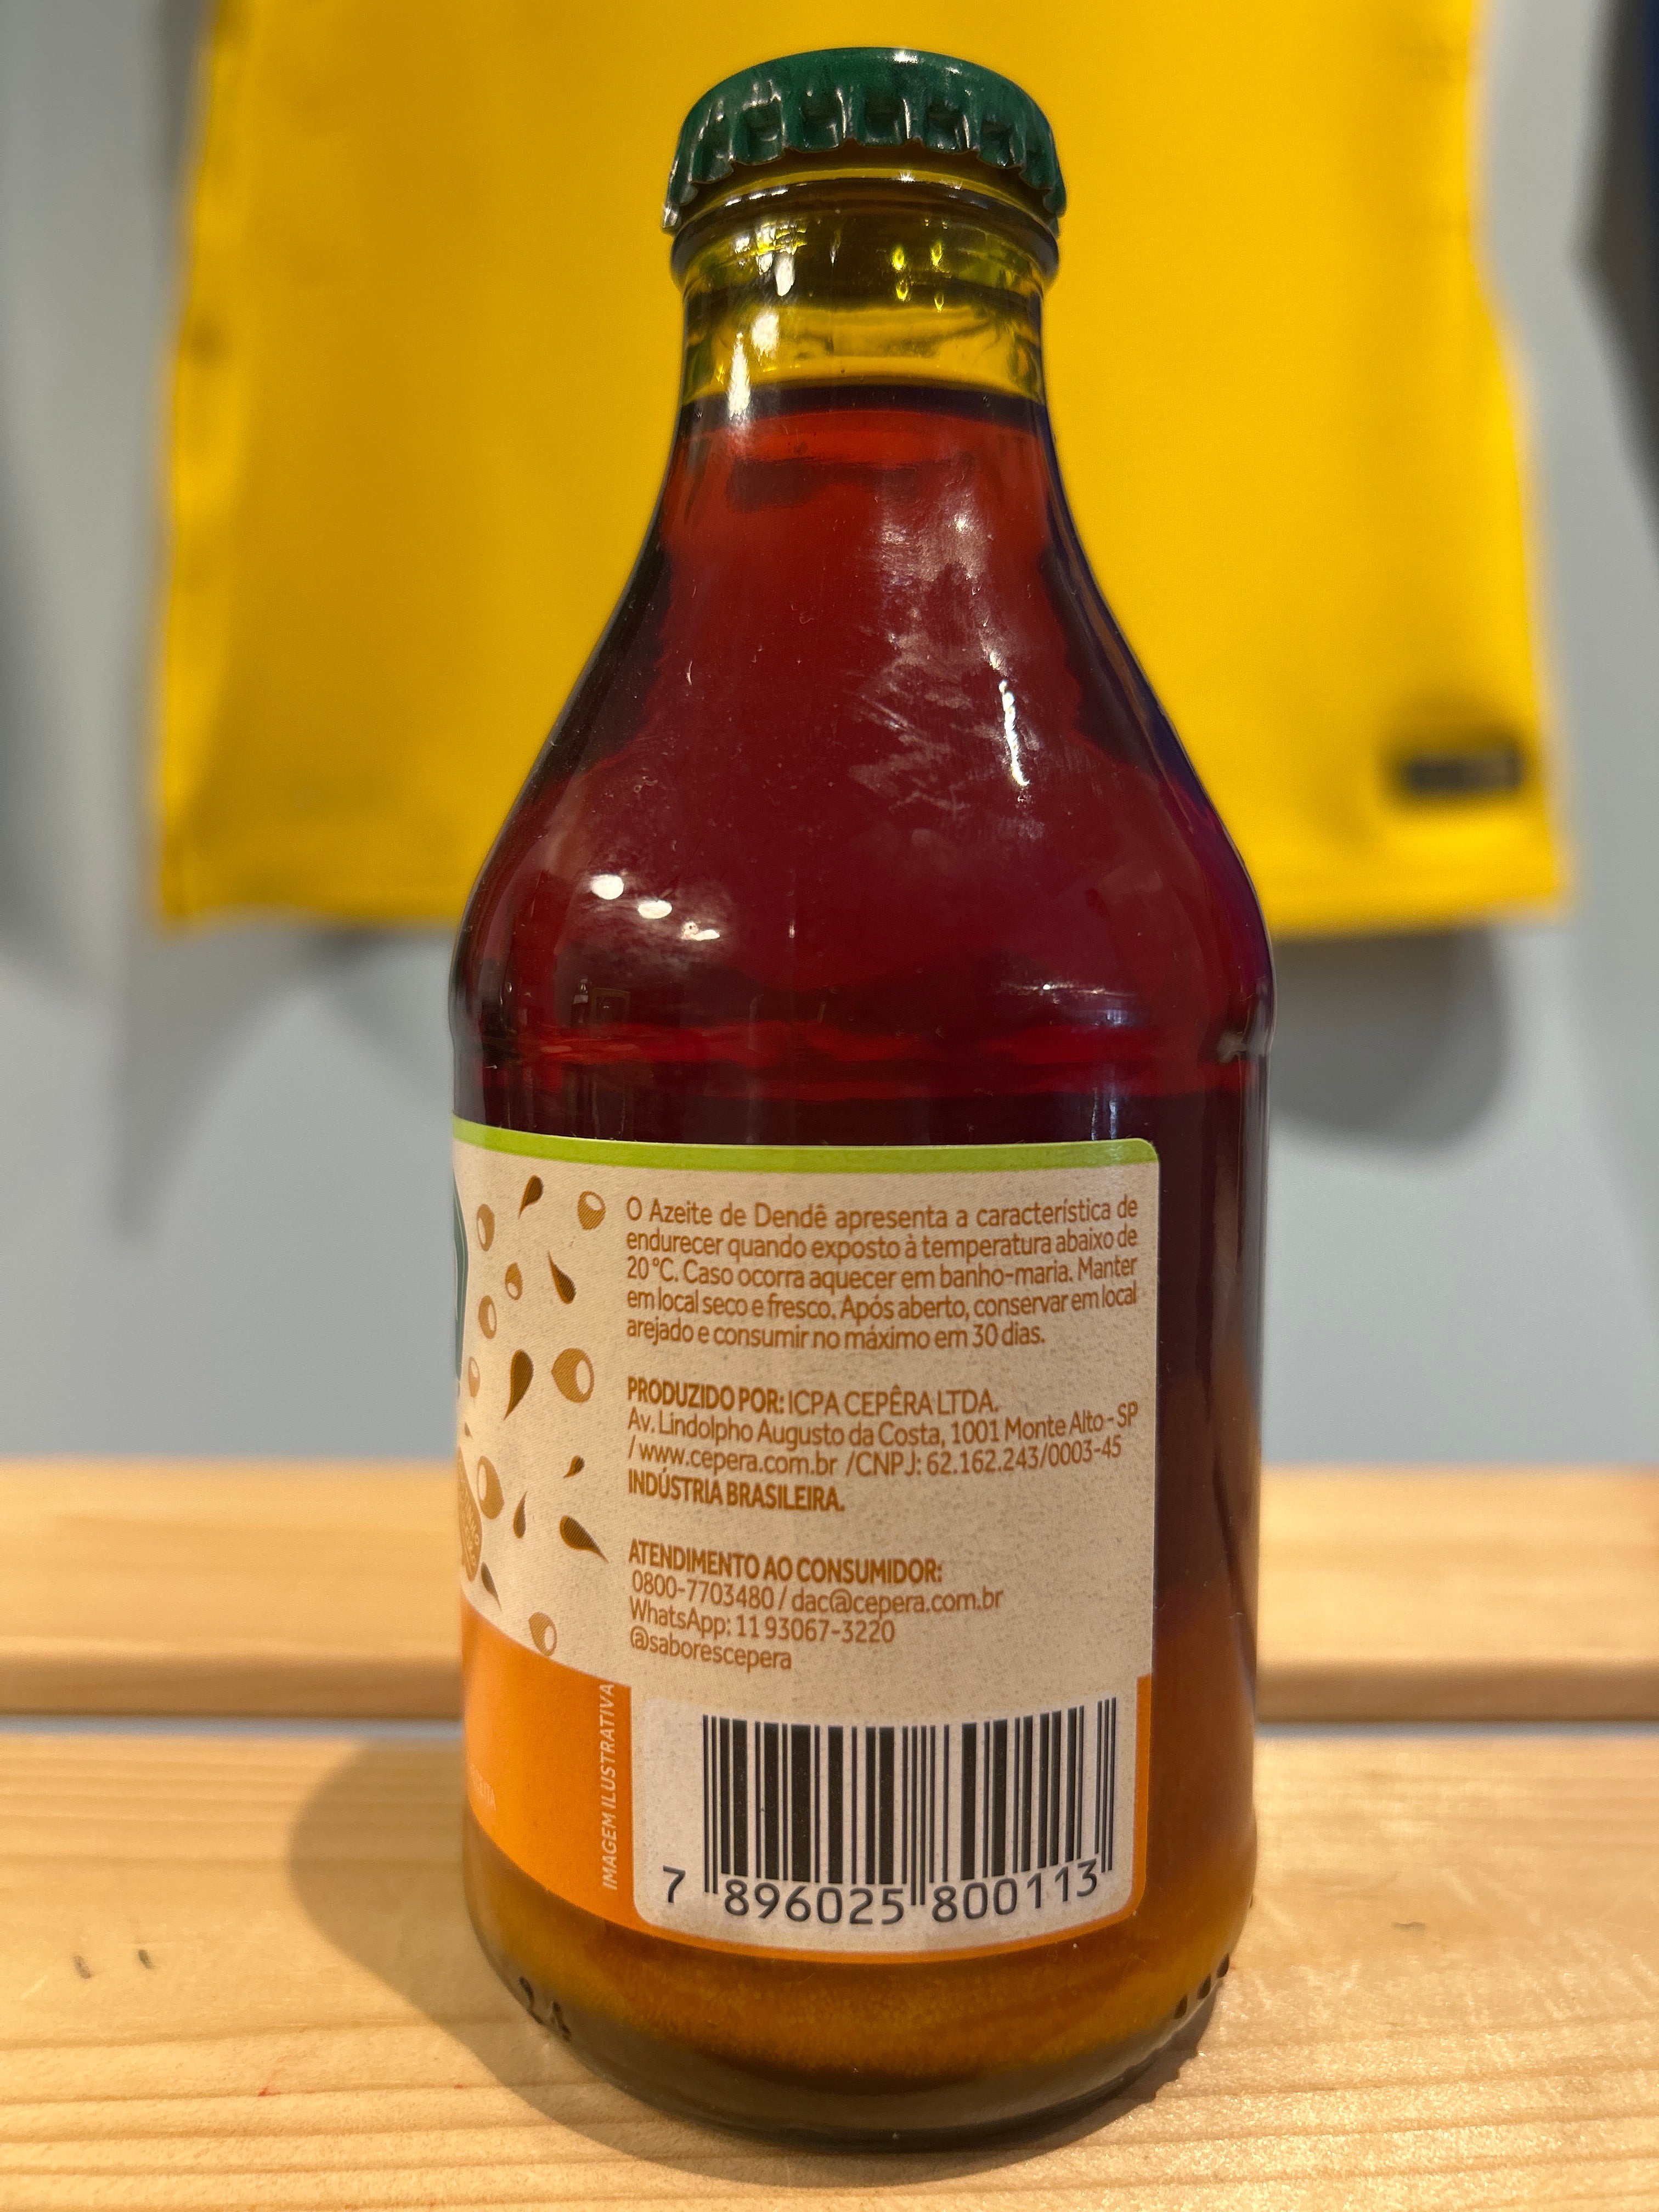 O Azeite de Dendê apresenta a característica de
endurecer quando exposto à temperatura abaixo de
20°C. Caso ocorra aquecer em banho-maria. Manter
em local seco e fresco. Após aberto, conservar em local
arejado e consumir no máximo em 30 dias.
PRODUZIDO POR: ICPA CEPÊRA LTDA.
Av. Lindolpho Augusto da Costa, 1001 Monte Alto - SP
/ www.cepera.com.br / CNPJ: 62.162.243/0003-45
INDÚSTRIA BRASILEIRA.
ATENDIMENTO AO CONSUMIDOR:
0800-7703480 / dac@cepera.com.br
WhatsApp: 11 93067-3220
@saborescepera
IMAGEM ILUSTRATIVA
7 896025 800113